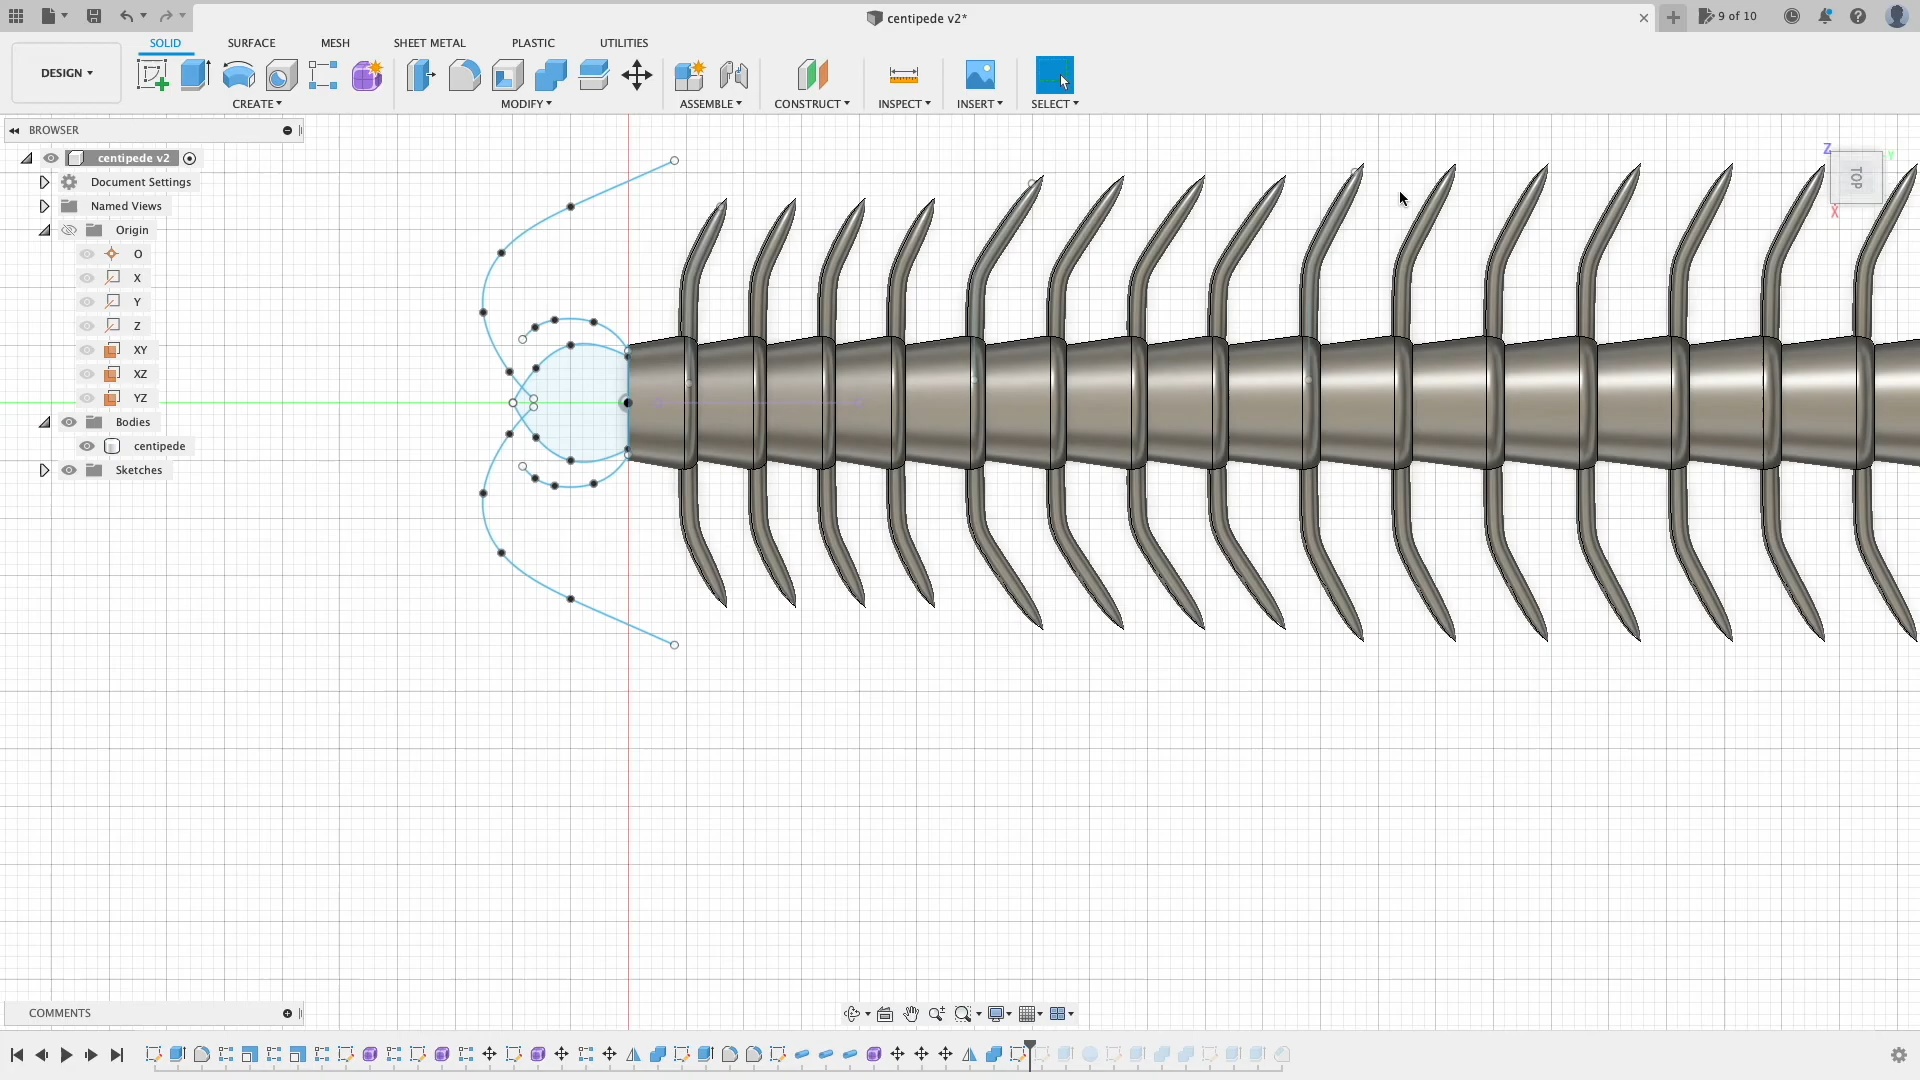 centipede v2*
9 of 10
DESIGN
SOLID SURFACE MESH SHEET METAL PLASTIC UTILITIES
CREATE MODIFY ASSEMBLE CONSTRUCT INSPECT INSERT SELECT
BROWSER
centipede v2
Document Settings
Named Views
Origin
O
X
Y
Z
XY
XZ
YZ
Bodies
centipede
Sketches
Z
Y
TOP
X
COMMENTS